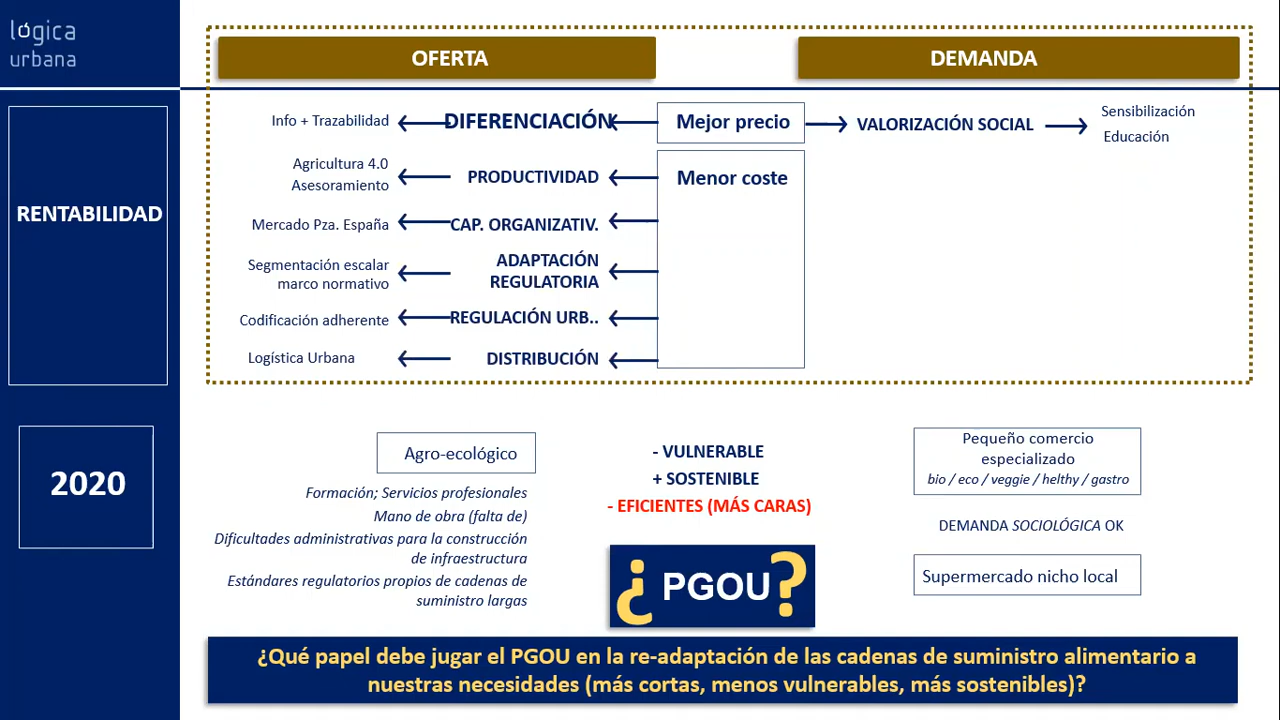 lógica
urbana
OFERTA
DEMANDA
RENTABILIDAD
Info + Trazabilidad
DIFERENCIACIÓN
Mejor precio
VALORIZACIÓN SOCIAL
Sensibilización
Educación
Agricultura 4.0
Asesoramiento
PRODUCTIVIDAD
Menor coste
Mercado Pza. España
CAP. ORGANIZATIV.
Segmentación escalar
marco normativo
ADAPTACIÓN
REGULATORIA
Codificación adherente
REGULACIÓN URB..
Logística Urbana
DISTRIBUCIÓN
2020
Agro-ecológico
Formación; Servicios profesionales
Mano de obra (falta de)
Dificultades administrativas para la construcción
de infraestructura
Estándares regulatorios propios de cadenas de
suministro largas
- VULNERABLE
+ SOSTENIBLE
- EFICIENTES (MÁS CARAS)
¿PGOU?
Pequeño comercio
especializado
bio / eco / veggie / helthy / gastro
DEMANDA SOCIOLÓGICA OK
Supermercado nicho local
¿Qué papel debe jugar el PGOU en la re-adaptación de las cadenas de suministro alimentario a
nuestras necesidades (más cortas, menos vulnerables, más sostenibles)?